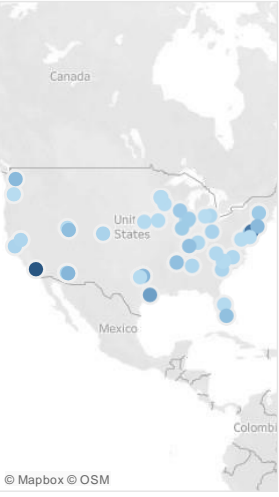 Canada
United
States
Mexico
Colombi
© Mapbox © OSM